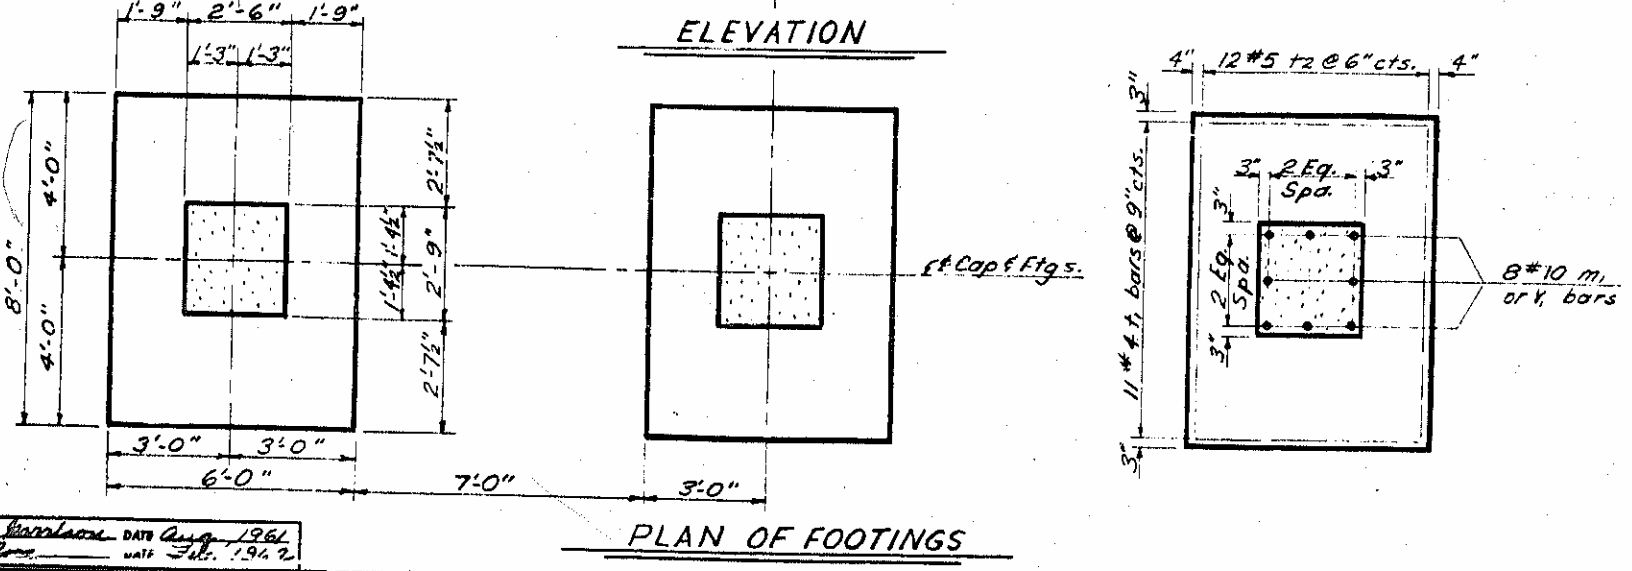 1'-9" 2'-6" 1'-9"
1'-3" 1'-3"
ELEVATION
4" 12 #5 t2 @ 6" cts. 4"
3"
8'-0"
4'-0"
4'-0"
2'-7½"
1'-4½" 1'-4½"
2'-9"
2'-7½"
Cap & Ftgs.
11 #4 t, bars @ 9" cts.
3" 2 Eq. Spa. 3"
3"
2 Eq. Spa.
3"
8 #10 m,
or V, bars
3"
3'-0" 3'-0"
6'-0" 7'-0" 3'-0"
PLAN OF FOOTINGS
DATE Aug. 1961
DATE Feb. 1962